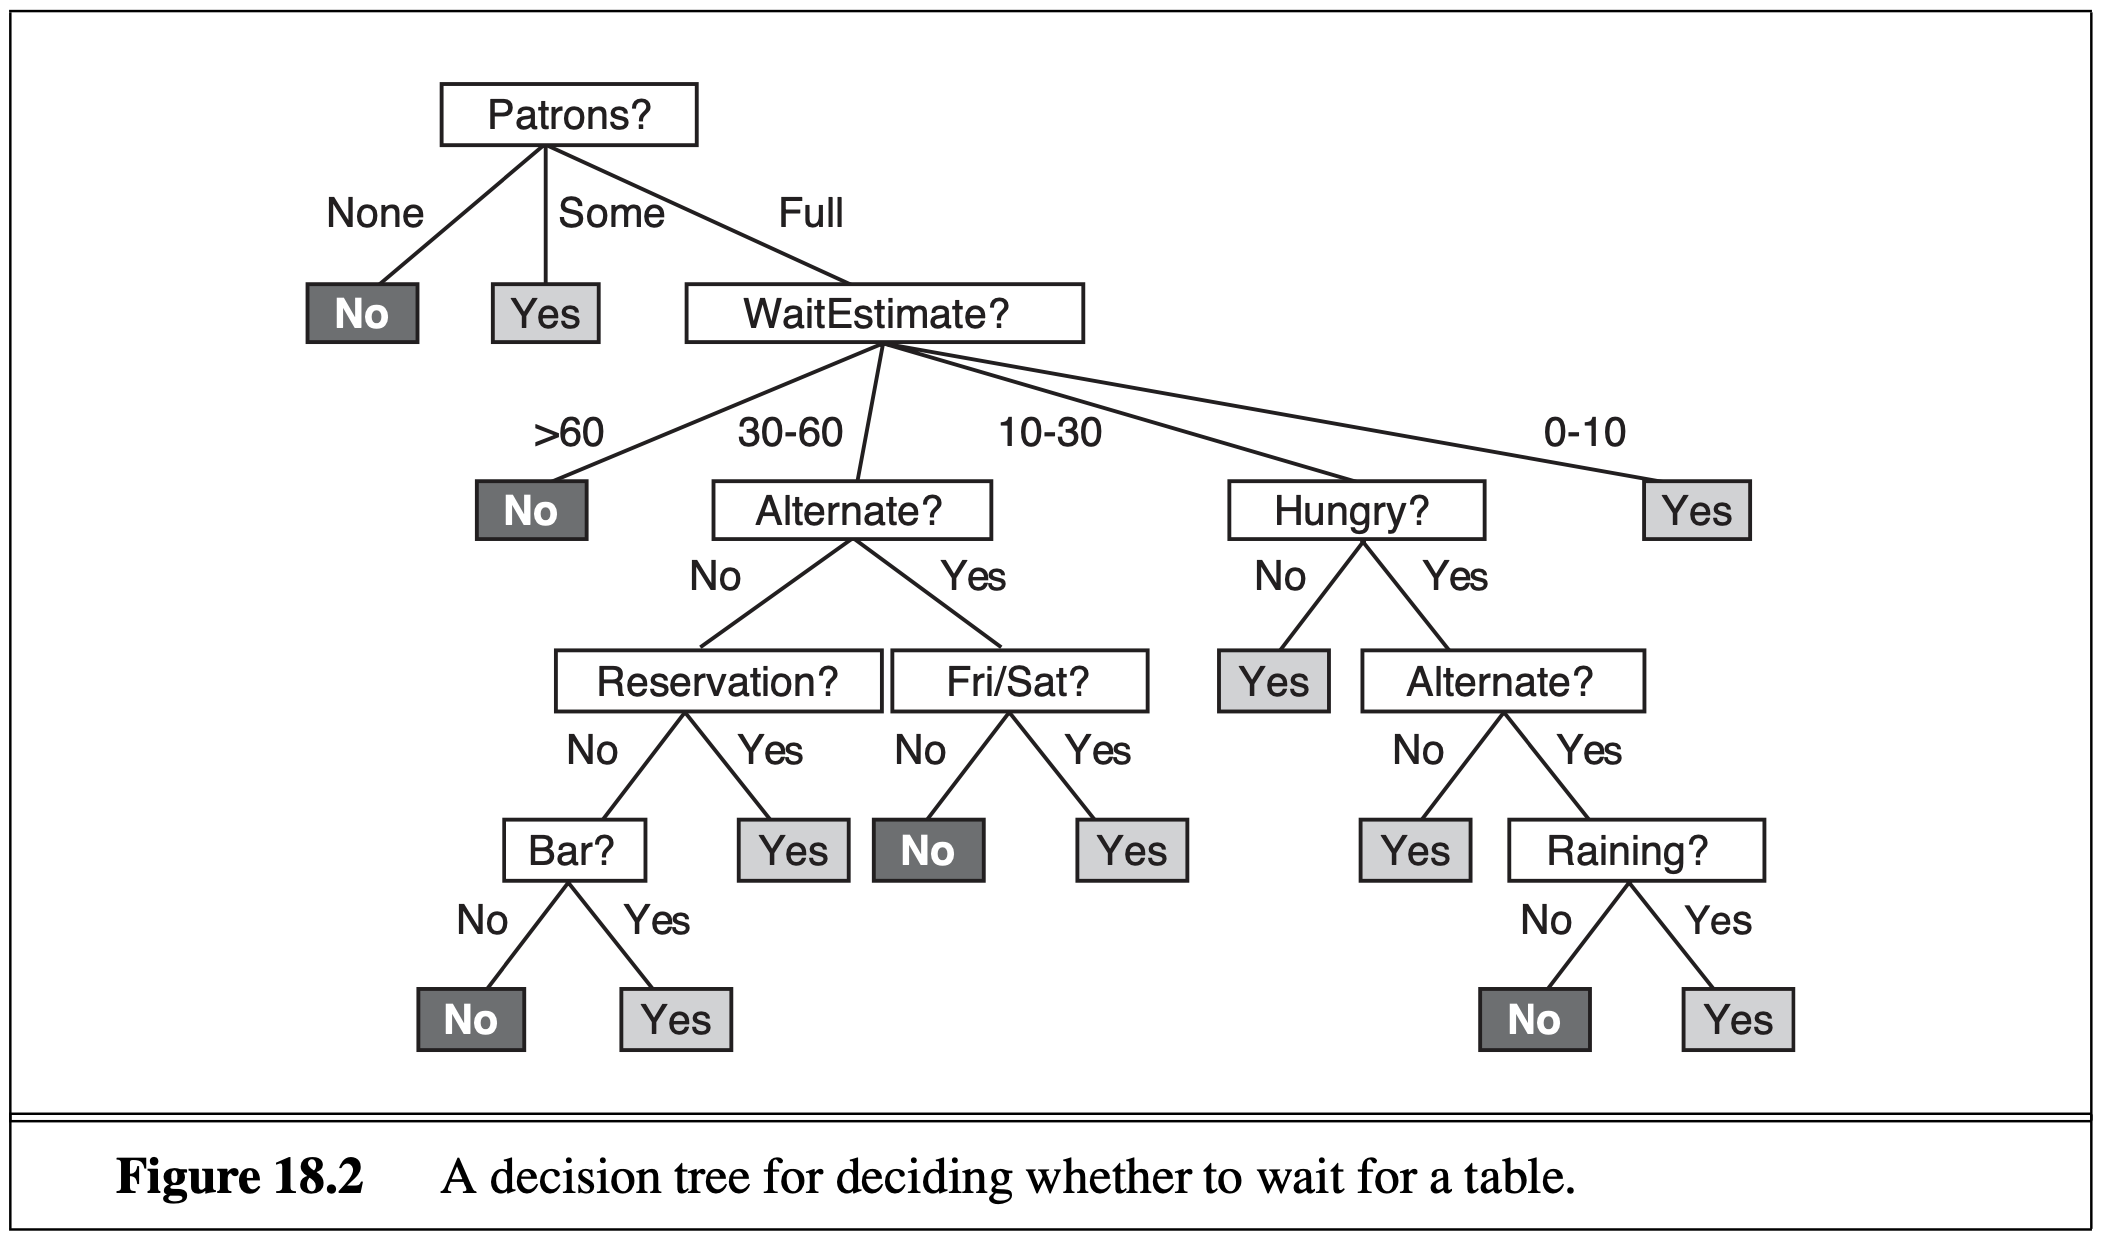 Patrons?
None Some Full
No Yes WaitEstimate?
>60 30-60 10-30 0-10
No Alternate? Hungry? Yes
No Yes No Yes
Reservation? Fri/Sat? Yes Alternate?
No Yes No Yes No Yes
Bar? Yes No Yes Yes Raining?
No Yes No Yes
No Yes No Yes
Figure 18.2 A decision tree for deciding whether to wait for a table.